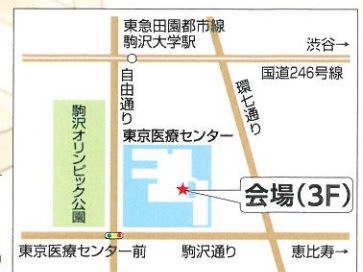 東急田園都市線
駒沢大学駅
渋谷→
国道246号線
自由通り
環七通り
駒沢オリンピック公園
東京医療センター
会場(3F)
東京医療センター前
駒沢通り
恵比寿→